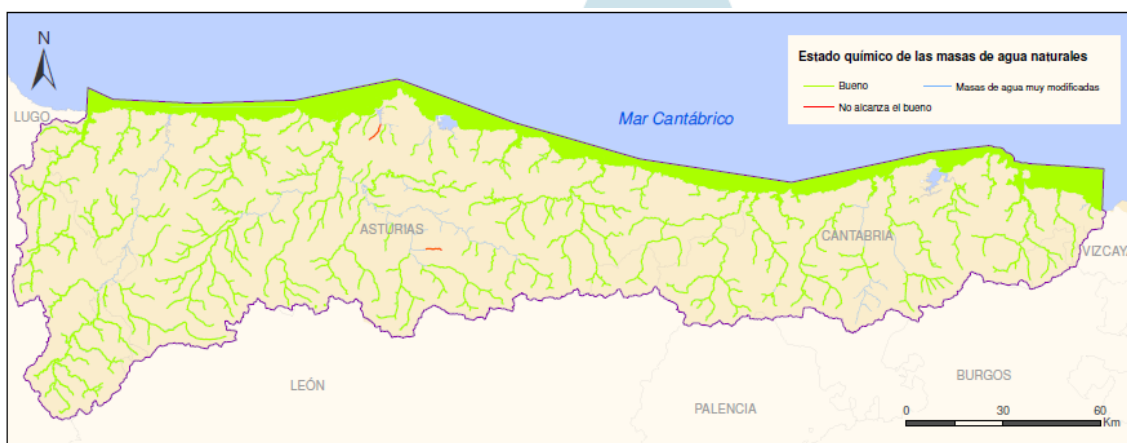 N
Estado químico de las masas de agua naturales
Bueno
Masas de agua muy modificadas
No alcanza el bueno
LUGO
Mar Cantábrico
ASTURIAS
CANTABRIA
VIZCAYA
LEÓN
BURGOS
PALENCIA
0 30 60
Km